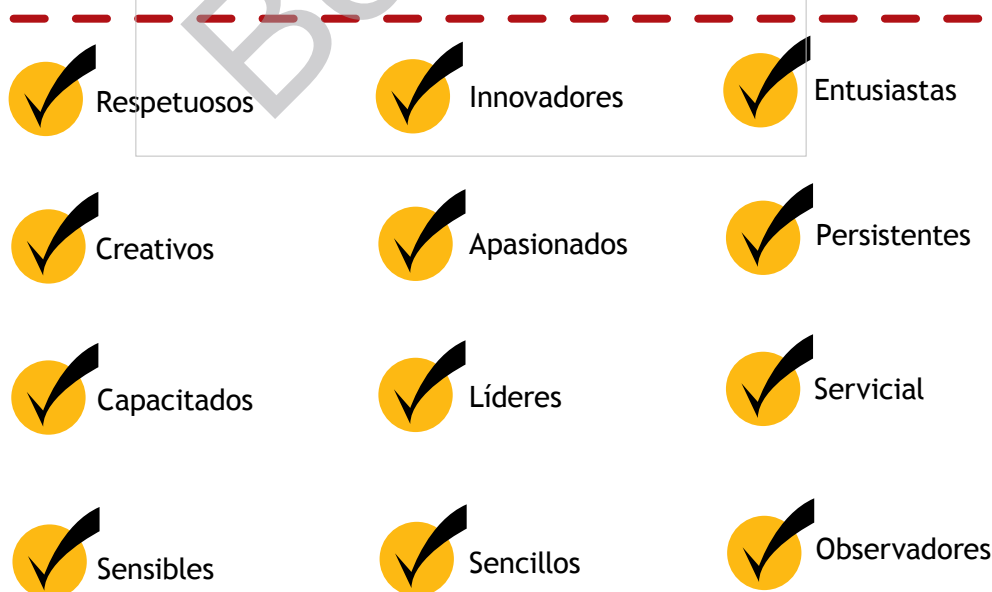 Respetuosos
Innovadores
Entusiastas
Creativos
Apasionados
Persistentes
Capacitados
Líderes
Servicial
Sensibles
Sencillos
Observadores